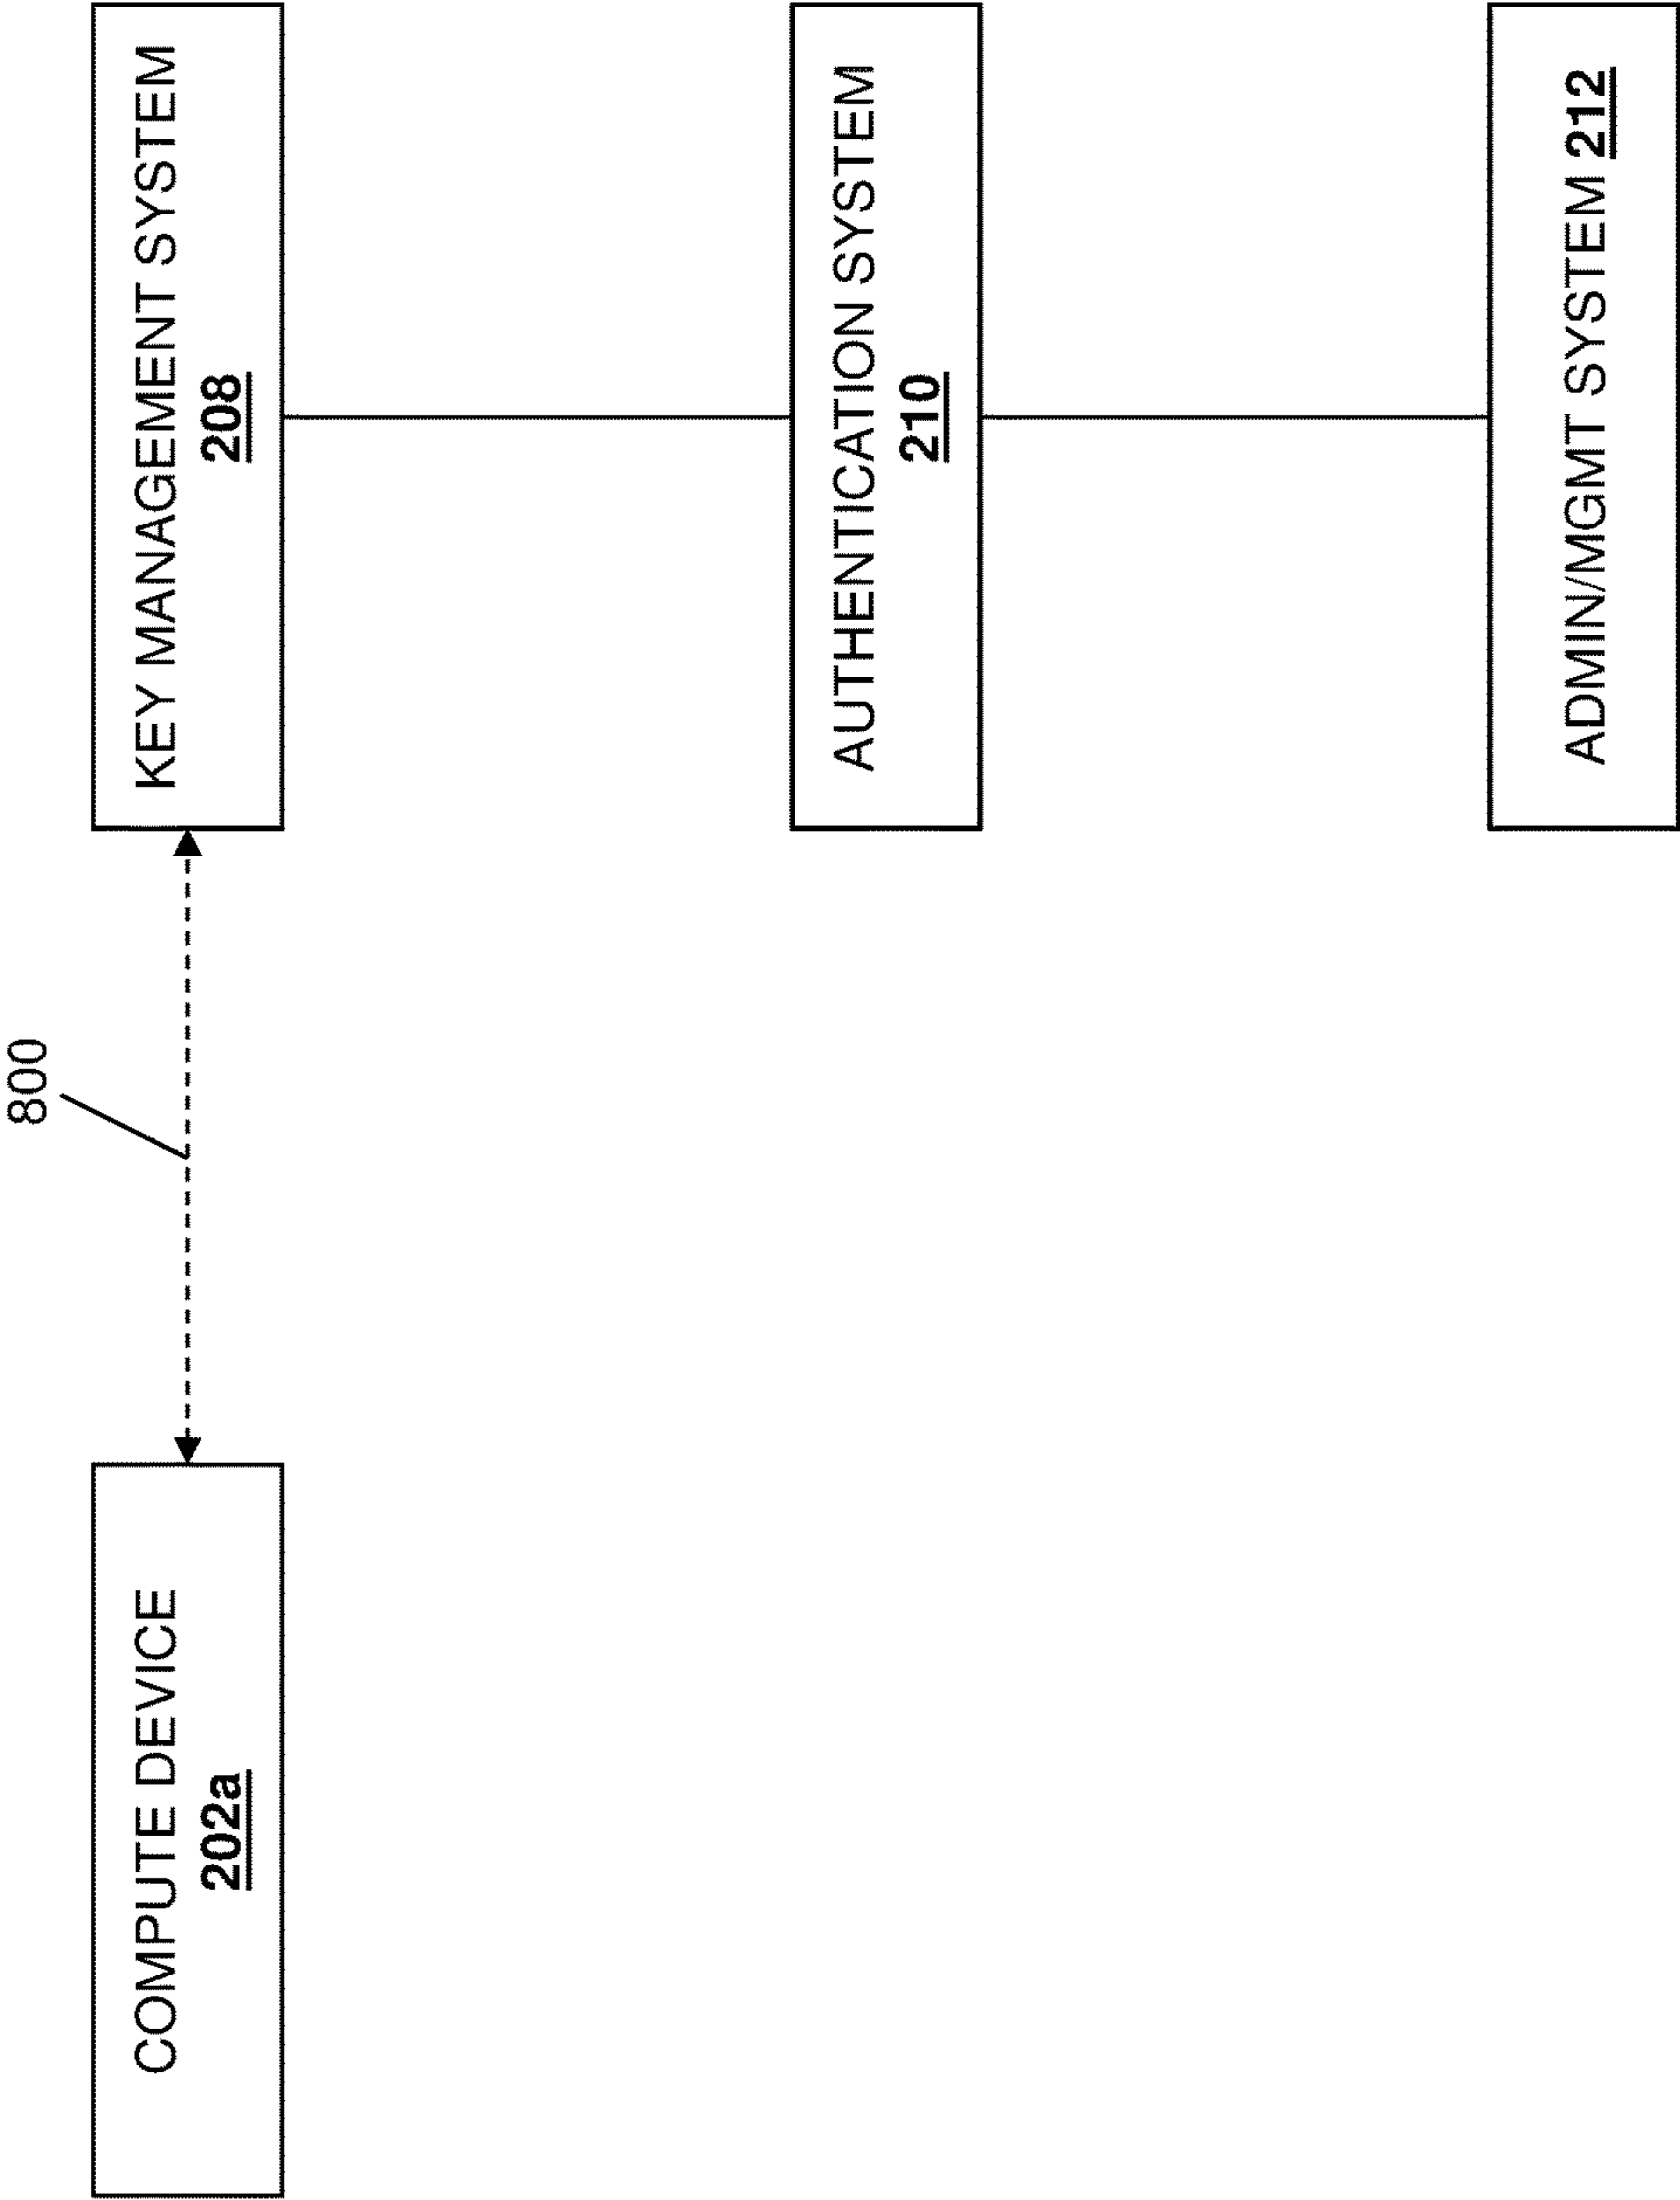 800
COMPUTE DEVICE
202a
KEY MANAGEMENT SYSTEM
208
AUTHENTICATION SYSTEM
210
ADMIN/MGMT SYSTEM 212